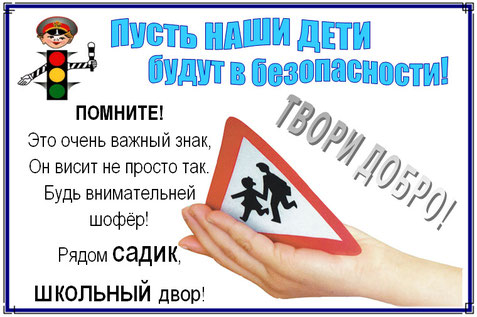 Пусть НАШИ ДЕТИ
будут в безопасности!
ПОМНИТЕ!
Это очень важный знак,
Он висит не просто так.
Будь внимательней
шофёр!
Рядом садик,
ШКОЛЬНЫЙ двор!
ТВОРИ ДОБРО!